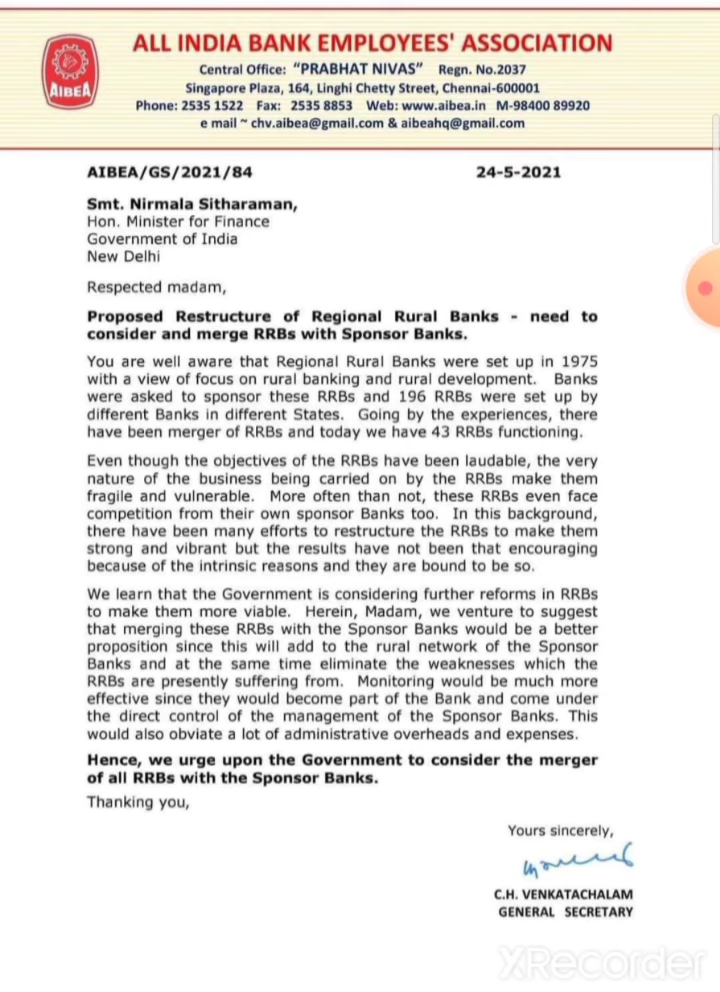 ALL INDIA BANK EMPLOYEES' ASSOCIATION
Central Office: "PRABHAT NIVAS" Regn. No.2037
Singapore Plaza, 164, Linghi Chetty Street, Chennai-600001
Phone: 2535 1522 Fax: 2535 8853 Web: www.aibea.in M-98400 89920
e mail ~ chv.aibea@gmail.com & aibeahq@gmail.com
AIBEA
AIBEA/GS/2021/84 24-5-2021
Smt. Nirmala Sitharaman,
Hon. Minister for Finance
Government of India
New Delhi
Respected madam,
Proposed Restructure of Regional Rural Banks - need to
consider and merge RRBs with Sponsor Banks.
You are well aware that Regional Rural Banks were set up in 1975
with a view of focus on rural banking and rural development. Banks
were asked to sponsor these RRBs and 196 RRBs were set up by
different Banks in different States. Going by the experiences, there
have been merger of RRBs and today we have 43 RRBs functioning.
Even though the objectives of the RRBs have been laudable, the very
nature of the business being carried on by the RRBs make them
fragile and vulnerable. More often than not, these RRBs even face
competition from their own sponsor Banks too. In this background,
there have been many efforts to restructure the RRBs to make them
strong and vibrant but the results have not been that encouraging
because of the intrinsic reasons and they are bound to be so.
We learn that the Government is considering further reforms in RRBs
to make them more viable. Herein, Madam, we venture to suggest
that merging these RRBs with the Sponsor Banks would be a better
proposition since this will add to the rural network of the Sponsor
Banks and at the same time eliminate the weaknesses which the
RRBs are presently suffering from. Monitoring would be much more
effective since they would become part of the Bank and come under
the direct control of the management of the Sponsor Banks. This
would also obviate a lot of administrative overheads and expenses.
Hence, we urge upon the Government to consider the merger
of all RRBs with the Sponsor Banks.
Thanking you,
Yours sincerely,
C.H. VENKATACHALAM
GENERAL SECRETARY
XRecorder